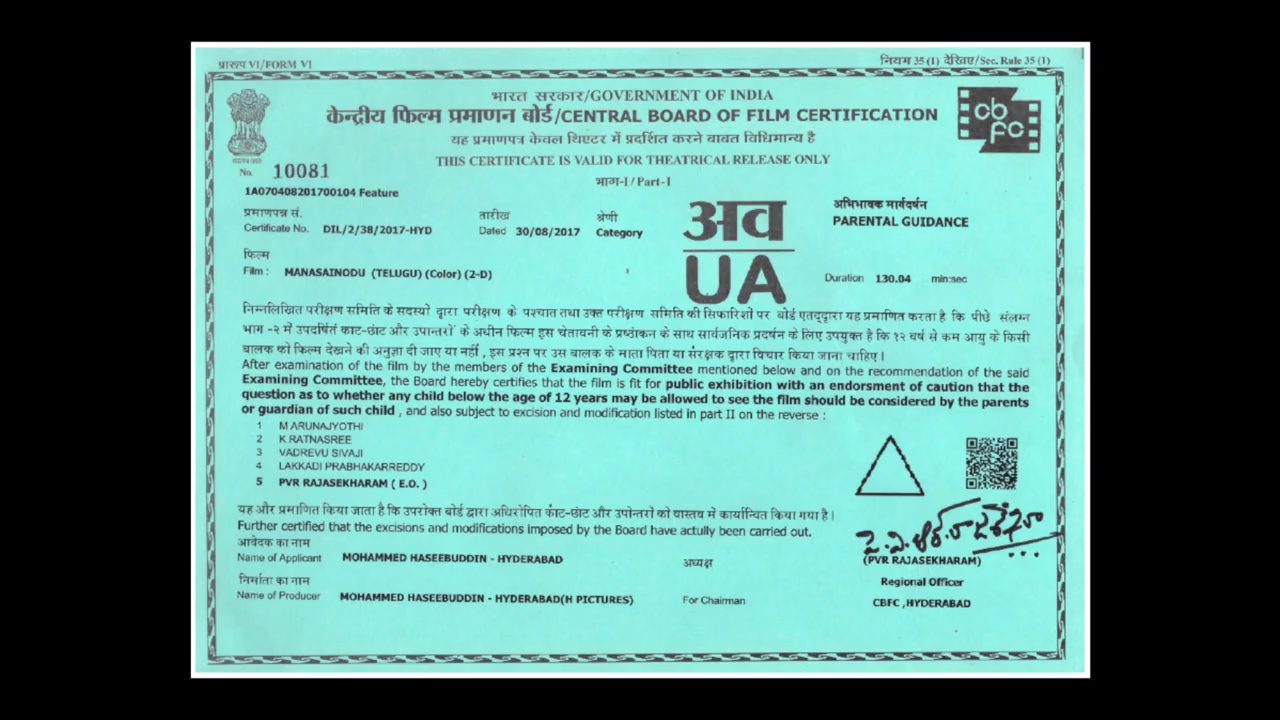 प्रारूप VI/FORM VI
नियम 35 (1) देखिए/Sec. Rule 35 (1)
भारत सरकार/GOVERNMENT OF INDIA
केन्द्रीय फिल्म प्रमाणन बोर्ड/CENTRAL BOARD OF FILM CERTIFICATION
cb
fc
यह प्रमाणपत्र केवल थिएटर में प्रदर्शित करने बावत विधिमान्य है
THIS CERTIFICATE IS VALID FOR THEATRICAL RELEASE ONLY
सत्यमेव जयते
No. 10081
भाग-I / Part-I
1A070408201700104 Feature
प्रमाणपत्र सं. तारीख श्रेणी
Certificate No. DIL/2/38/2017-HYD Dated 30/08/2017 Category
अव
UA
अभिभावक मार्गदर्षन
PARENTAL GUIDANCE
फिल्म
Film : MANASAINODU (TELUGU) (Color) (2-D)
Duration 130.04 min:sec
निम्नलिखित परीक्षण समिति के सदस्यों द्वारा परीक्षण के पश्चात तथा उक्त परीक्षण समिति की सिफारिशों पर बोर्ड एतद्द्वारा यह प्रमाणित करता है कि पीछे संलग्न
भाग -२ में उपदर्षित काट-छांट और उपान्तरों के अधीन फिल्म इस चेतावनी के प्रष्ठांकन के साथ सार्वजनिक प्रदर्षन के लिए उपयुक्त है कि १२ वर्ष से कम आयु के किसी
बालक को फिल्म देखने की अनुज्ञा दी जाए या नहीं , इस प्रश्न पर उस बालक के माता पिता या संरक्षक द्वारा विचार किया जाना चाहिए ।
After examination of the film by the members of the Examining Committee mentioned below and on the recommendation of the said
Examining Committee, the Board hereby certifies that the film is fit for public exhibition with an endorsment of caution that the
question as to whether any child below the age of 12 years may be allowed to see the film should be considered by the parents
or guardian of such child , and also subject to excision and modification listed in part II on the reverse :
1 M ARUNAJYOTHI
2 K RATNASREE
3 VADREVU SIVAJI
4 LAKKADI PRABHAKARREDDY
5 PVR RAJASEKHARAM ( E.O. )
यह और प्रमाणित किया जाता है कि उपरोक्त बोर्ड द्वारा अधिरोपित काट-छांट और उपोन्तरों को वास्तव में कार्यान्वित किया गया है ।
Further certified that the excisions and modifications imposed by the Board have actully been carried out.
आवेदक का नाम
Name of Applicant MOHAMMED HASEEBUDDIN - HYDERABAD
अध्यक्ष
(PVR RAJASEKHARAM)
निर्माता का नाम
Regional Officer
Name of Producer MOHAMMED HASEEBUDDIN - HYDERABAD(H PICTURES)
For Chairman
CBFC ,HYDERABAD